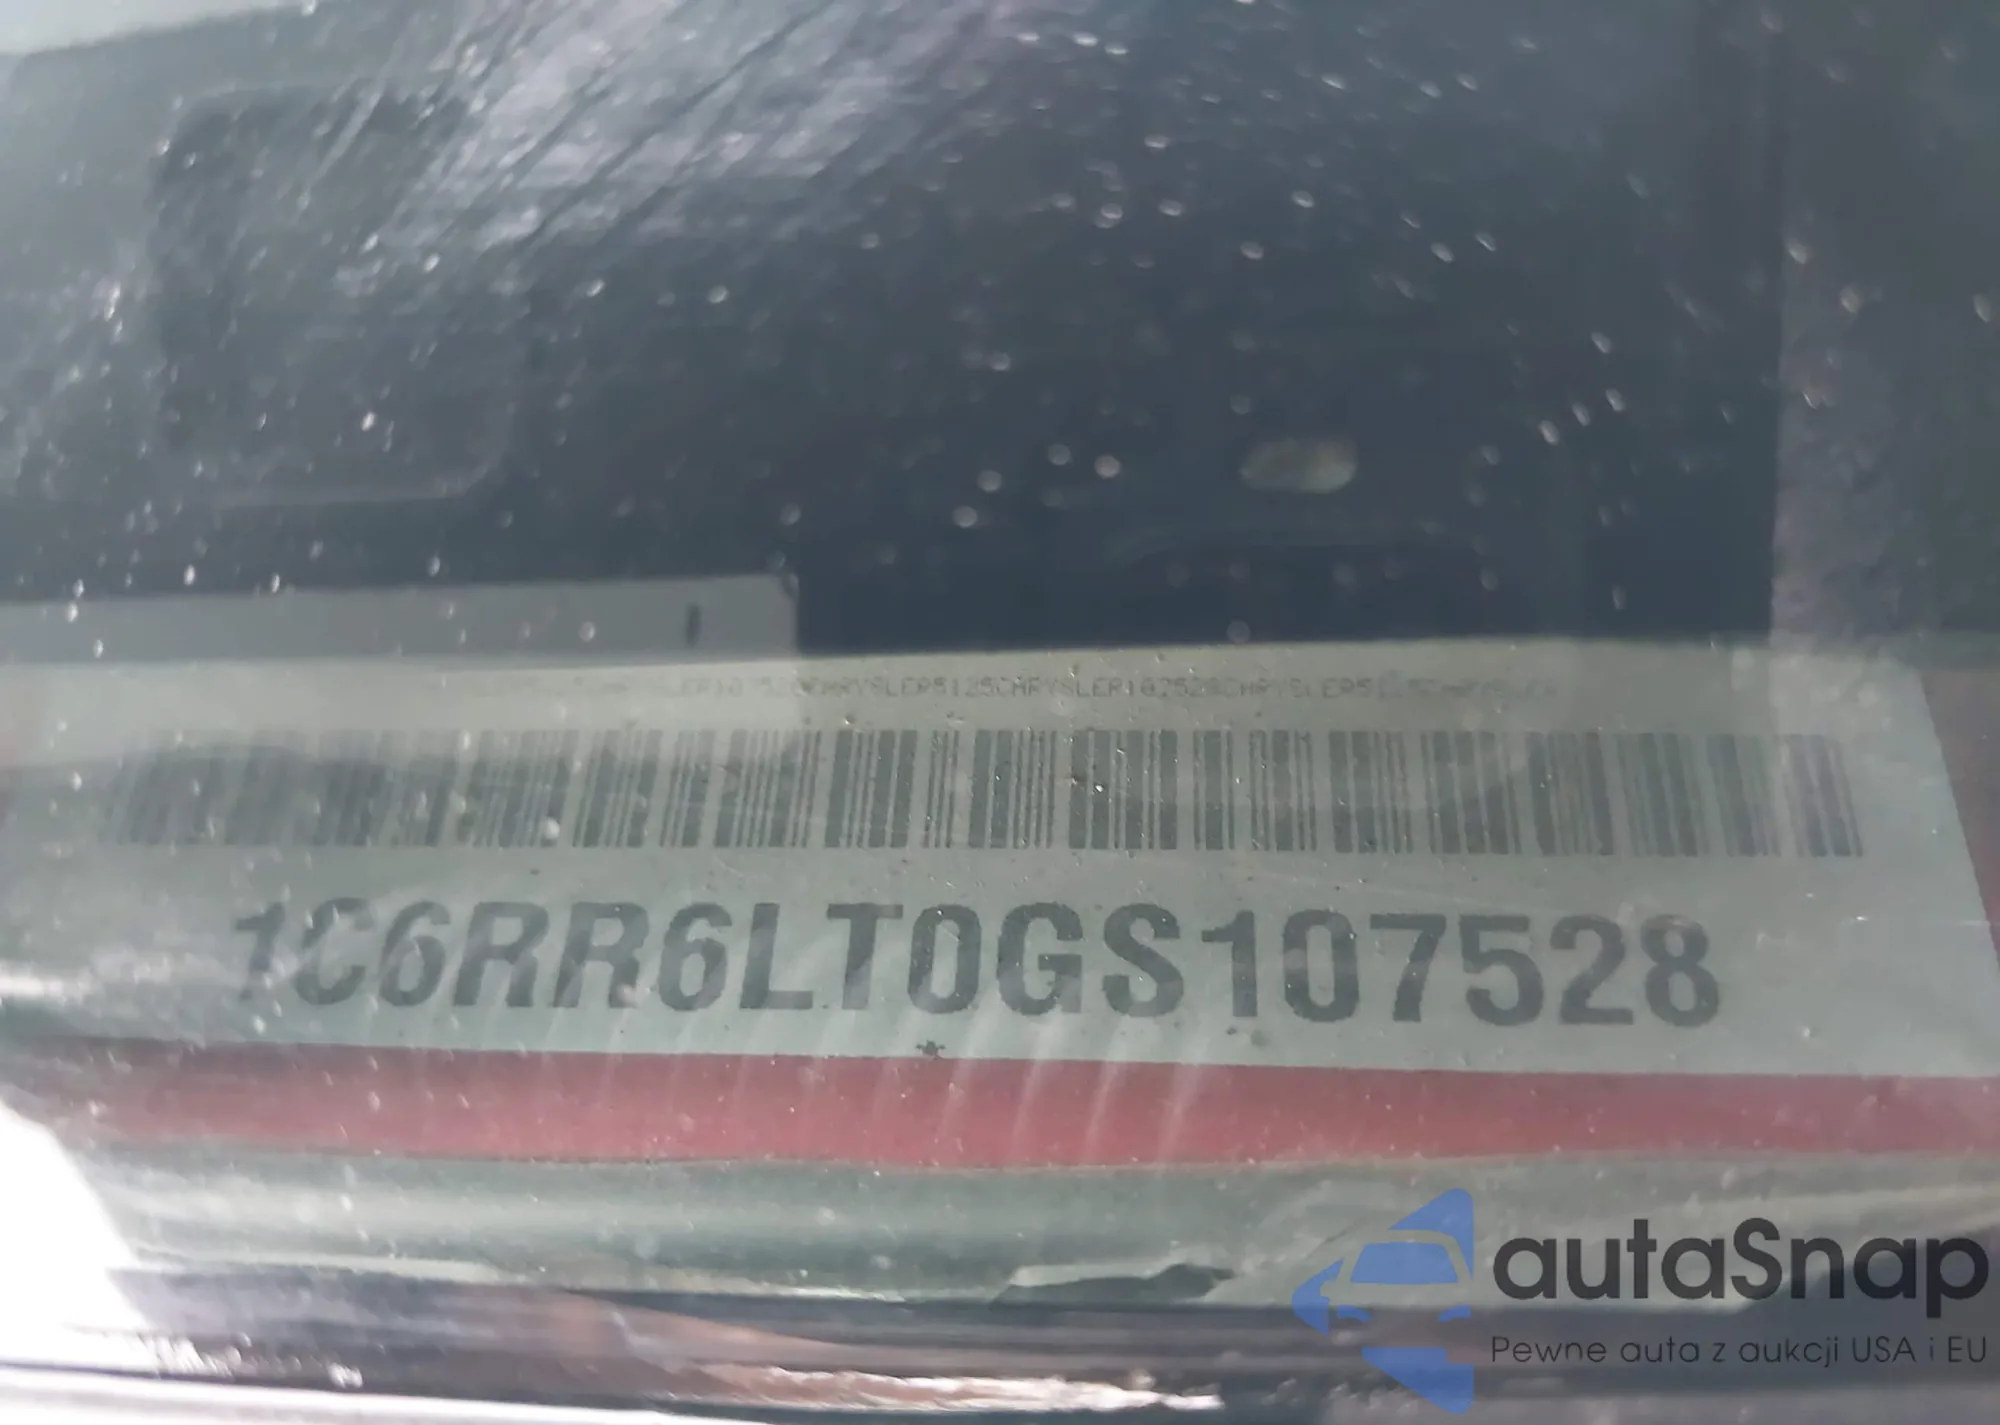 1C6RR6LT0GS107528
autaSnap
Pewne auta z aukcji USA i EU